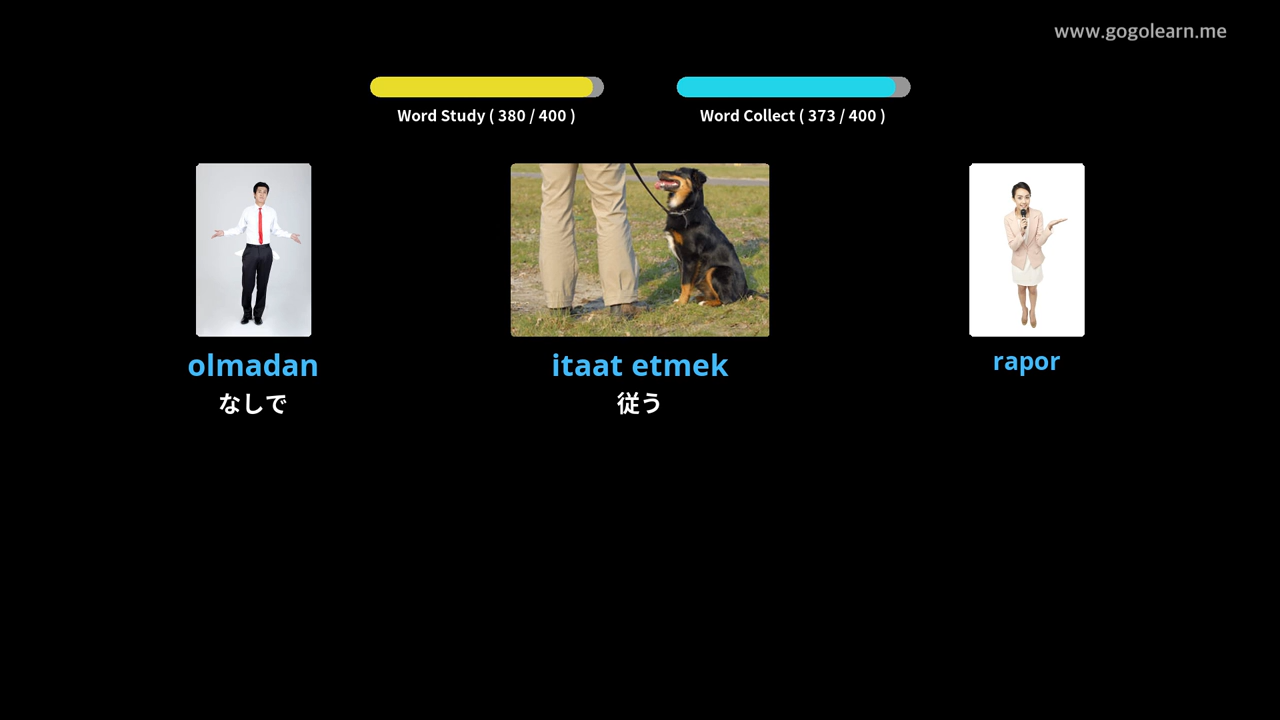 www.gogolearn.me
Word Study ( 380 / 400 )
Word Collect ( 373 / 400 )
olmadan
なしで
itaat etmek
従う
rapor